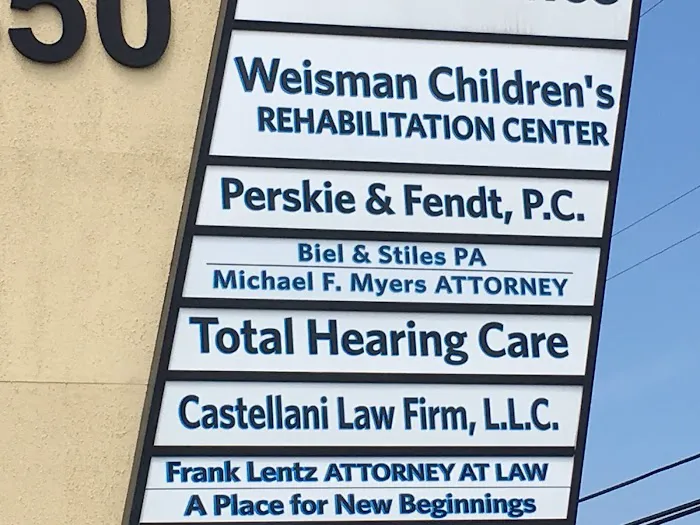 50
Weisman Children's
REHABILITATION CENTER
Perskie & Fendt, P.C.
Biel & Stiles PA
Michael F. Myers ATTORNEY
Total Hearing Care
Castellani Law Firm, L.L.C.
Frank Lentz ATTORNEY AT LAW
A Place for New Beginnings